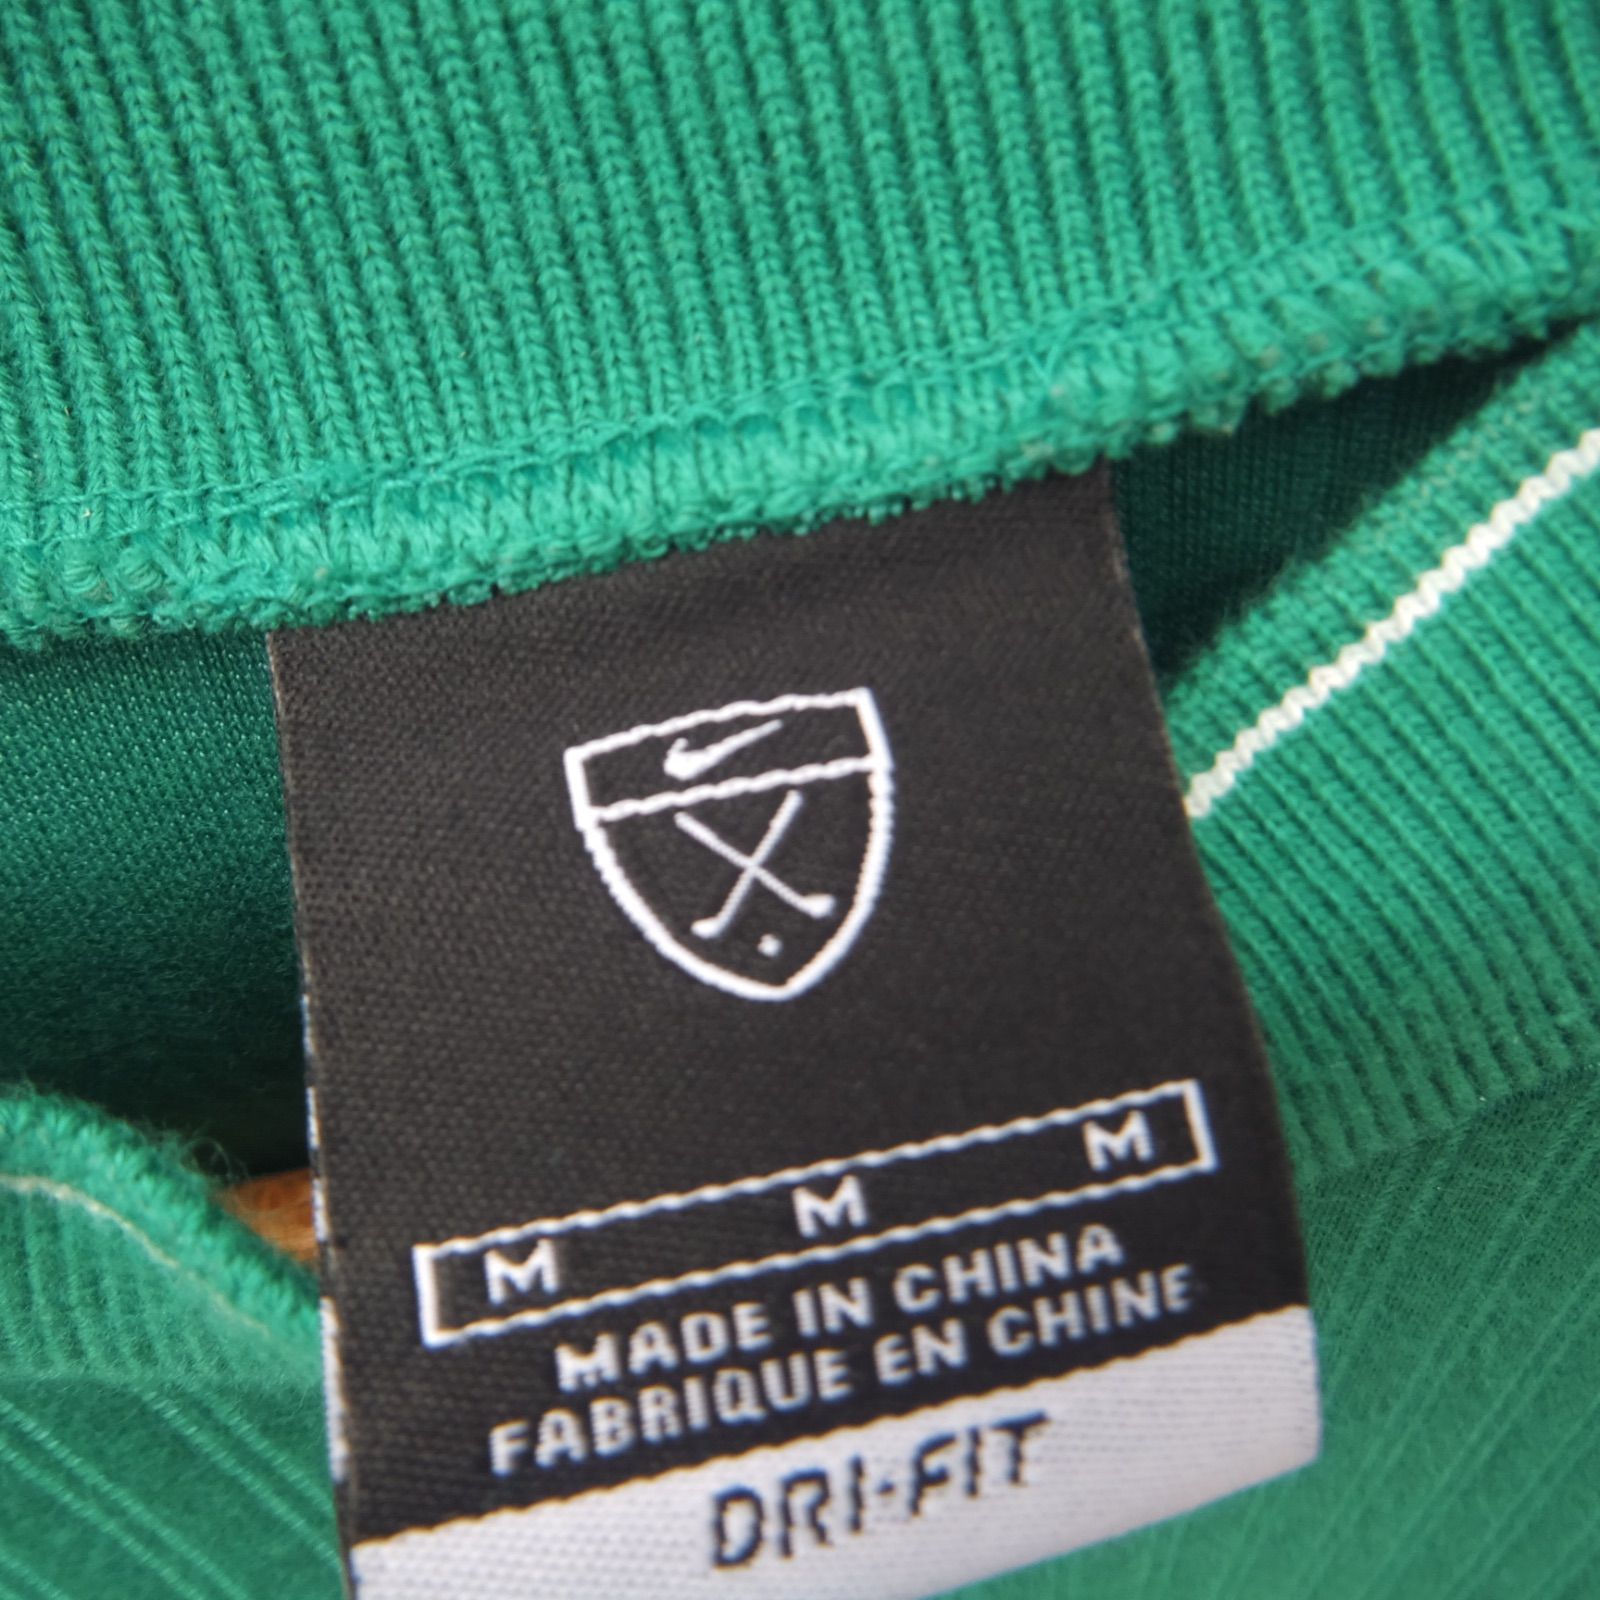 M M M
MADE IN CHINA
FABRIQUE EN CHINE
DRI-FIT